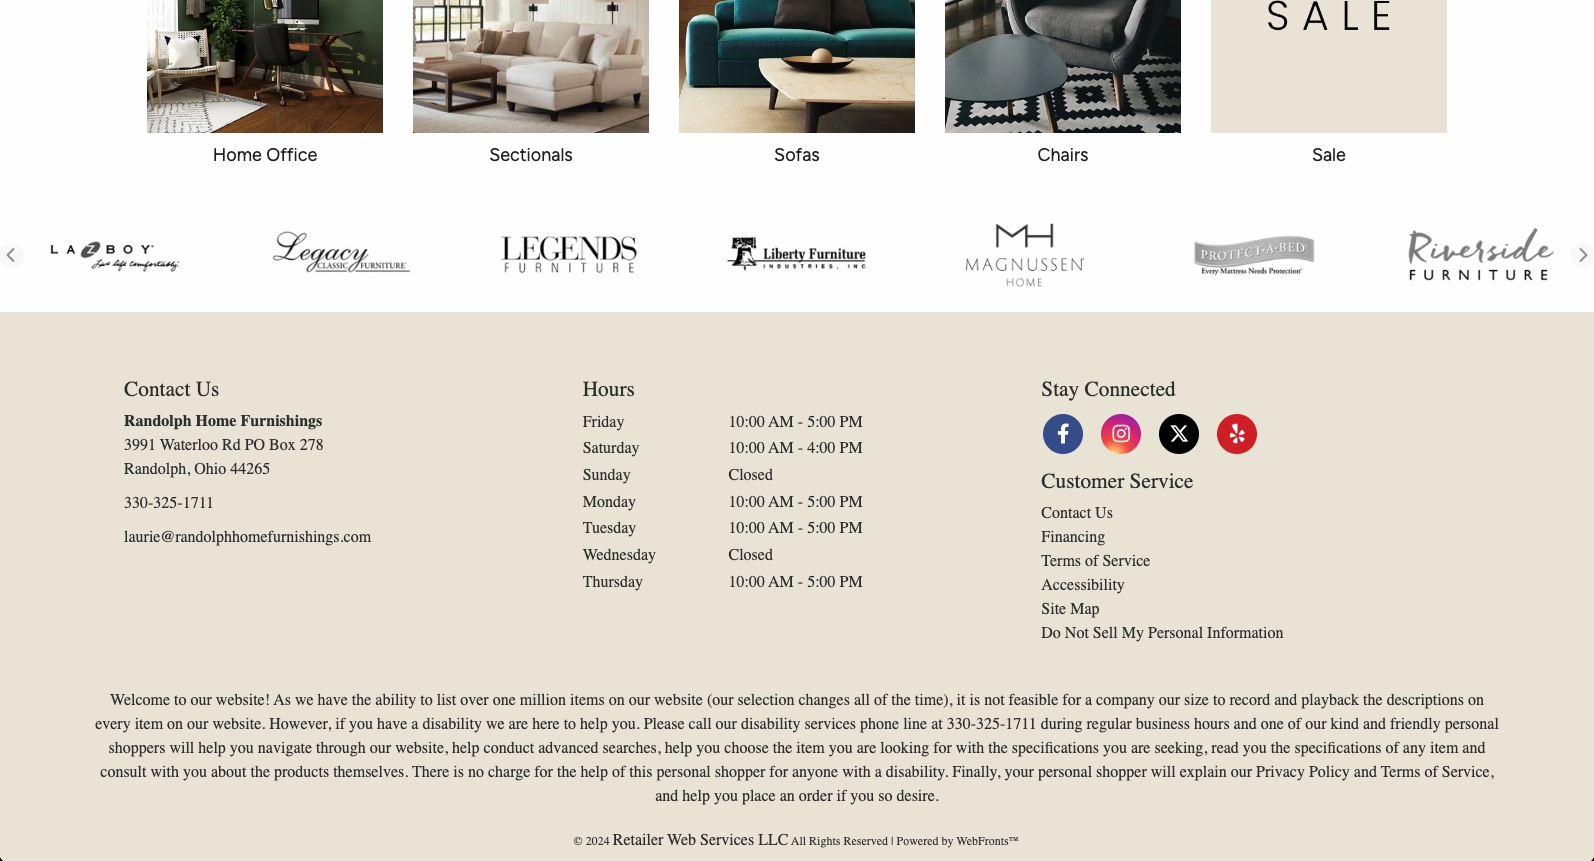 SALE
Home Office
Sectionals
Sofas
Chairs
Sale
LA Z BOY
Live life comfortably
Legacy
CLASSIC FURNITURE
LEGENDS
FURNITURE
Liberty Furniture
INDUSTRIES, INC
MAGNUSSEN
HOME
PROTECT·A·BED
Every Mattress Needs Protection
Riverside
FURNITURE
Contact Us
Randolph Home Furnishings
3991 Waterloo Rd PO Box 278
Randolph, Ohio 44265
330-325-1711
laurie@randolphhomefurnishings.com
Hours
Friday 10:00 AM - 5:00 PM
Saturday 10:00 AM - 4:00 PM
Sunday Closed
Monday 10:00 AM - 5:00 PM
Tuesday 10:00 AM - 5:00 PM
Wednesday Closed
Thursday 10:00 AM - 5:00 PM
Stay Connected
Customer Service
Contact Us
Financing
Terms of Service
Accessibility
Site Map
Do Not Sell My Personal Information
Welcome to our website! As we have the ability to list over one million items on our website (our selection changes all of the time), it is not feasible for a company our size to record and playback the descriptions on
every item on our website. However, if you have a disability we are here to help you. Please call our disability services phone line at 330-325-1711 during regular business hours and one of our kind and friendly personal
shoppers will help you navigate through our website, help conduct advanced searches, help you choose the item you are looking for with the specifications you are seeking, read you the specifications of any item and
consult with you about the products themselves. There is no charge for the help of this personal shopper for anyone with a disability. Finally, your personal shopper will explain our Privacy Policy and Terms of Service,
and help you place an order if you so desire.
© 2024 Retailer Web Services LLC All Rights Reserved | Powered by WebFronts™